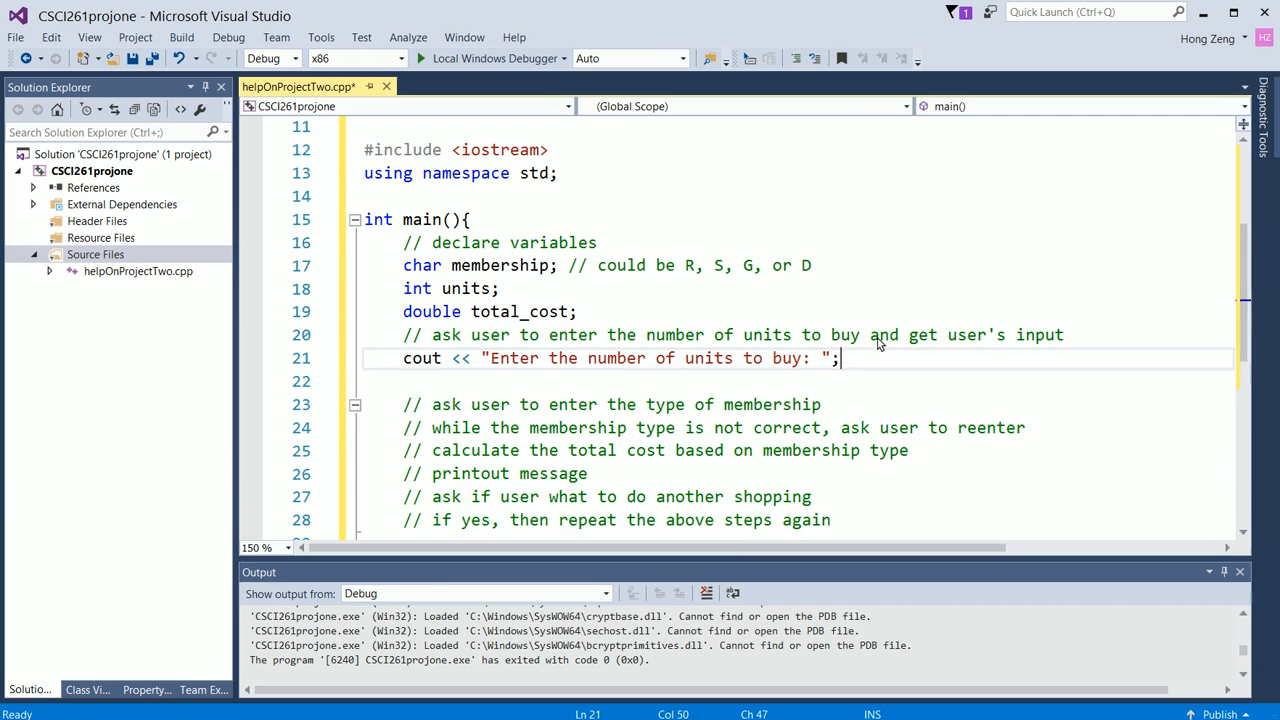 CSCI261projone - Microsoft Visual Studio
1
Quick Launch (Ctrl+Q)
File Edit View Project Build Debug Team Tools Test Analyze Window Help
Hong Zeng HZ
Debug x86 Local Windows Debugger Auto
Solution Explorer
helpOnProjectTwo.cpp*
CSCI261projone (Global Scope) main()
Search Solution Explorer (Ctrl+;)
Solution 'CSCI261projone' (1 project)
CSCI261projone
References
External Dependencies
Header Files
Resource Files
Source Files
helpOnProjectTwo.cpp
11
12 #include <iostream>
13 using namespace std;
14
15 int main(){
16 // declare variables
17 char membership; // could be R, S, G, or D
18 int units;
19 double total_cost;
20 // ask user to enter the number of units to buy and get user's input
21 cout << "Enter the number of units to buy: ";
22
23 // ask user to enter the type of membership
24 // while the membership type is not correct, ask user to reenter
25 // calculate the total cost based on membership type
26 // printout message
27 // ask if user what to do another shopping
28 // if yes, then repeat the above steps again
150 %
Output
Show output from: Debug
'CSCI261projone.exe' (Win32): Loaded 'C:\Windows\SysWOW64\cryptbase.dll'. Cannot find or open the PDB file.
'CSCI261projone.exe' (Win32): Loaded 'C:\Windows\SysWOW64\sechost.dll'. Cannot find or open the PDB file.
'CSCI261projone.exe' (Win32): Loaded 'C:\Windows\SysWOW64\bcryptprimitives.dll'. Cannot find or open the PDB file.
The program '[6240] CSCI261projone.exe' has exited with code 0 (0x0).
Solutio... Class Vi... Property... Team Ex...
Diagnostic Tools
Ready Ln 21 Col 50 Ch 47 INS Publish